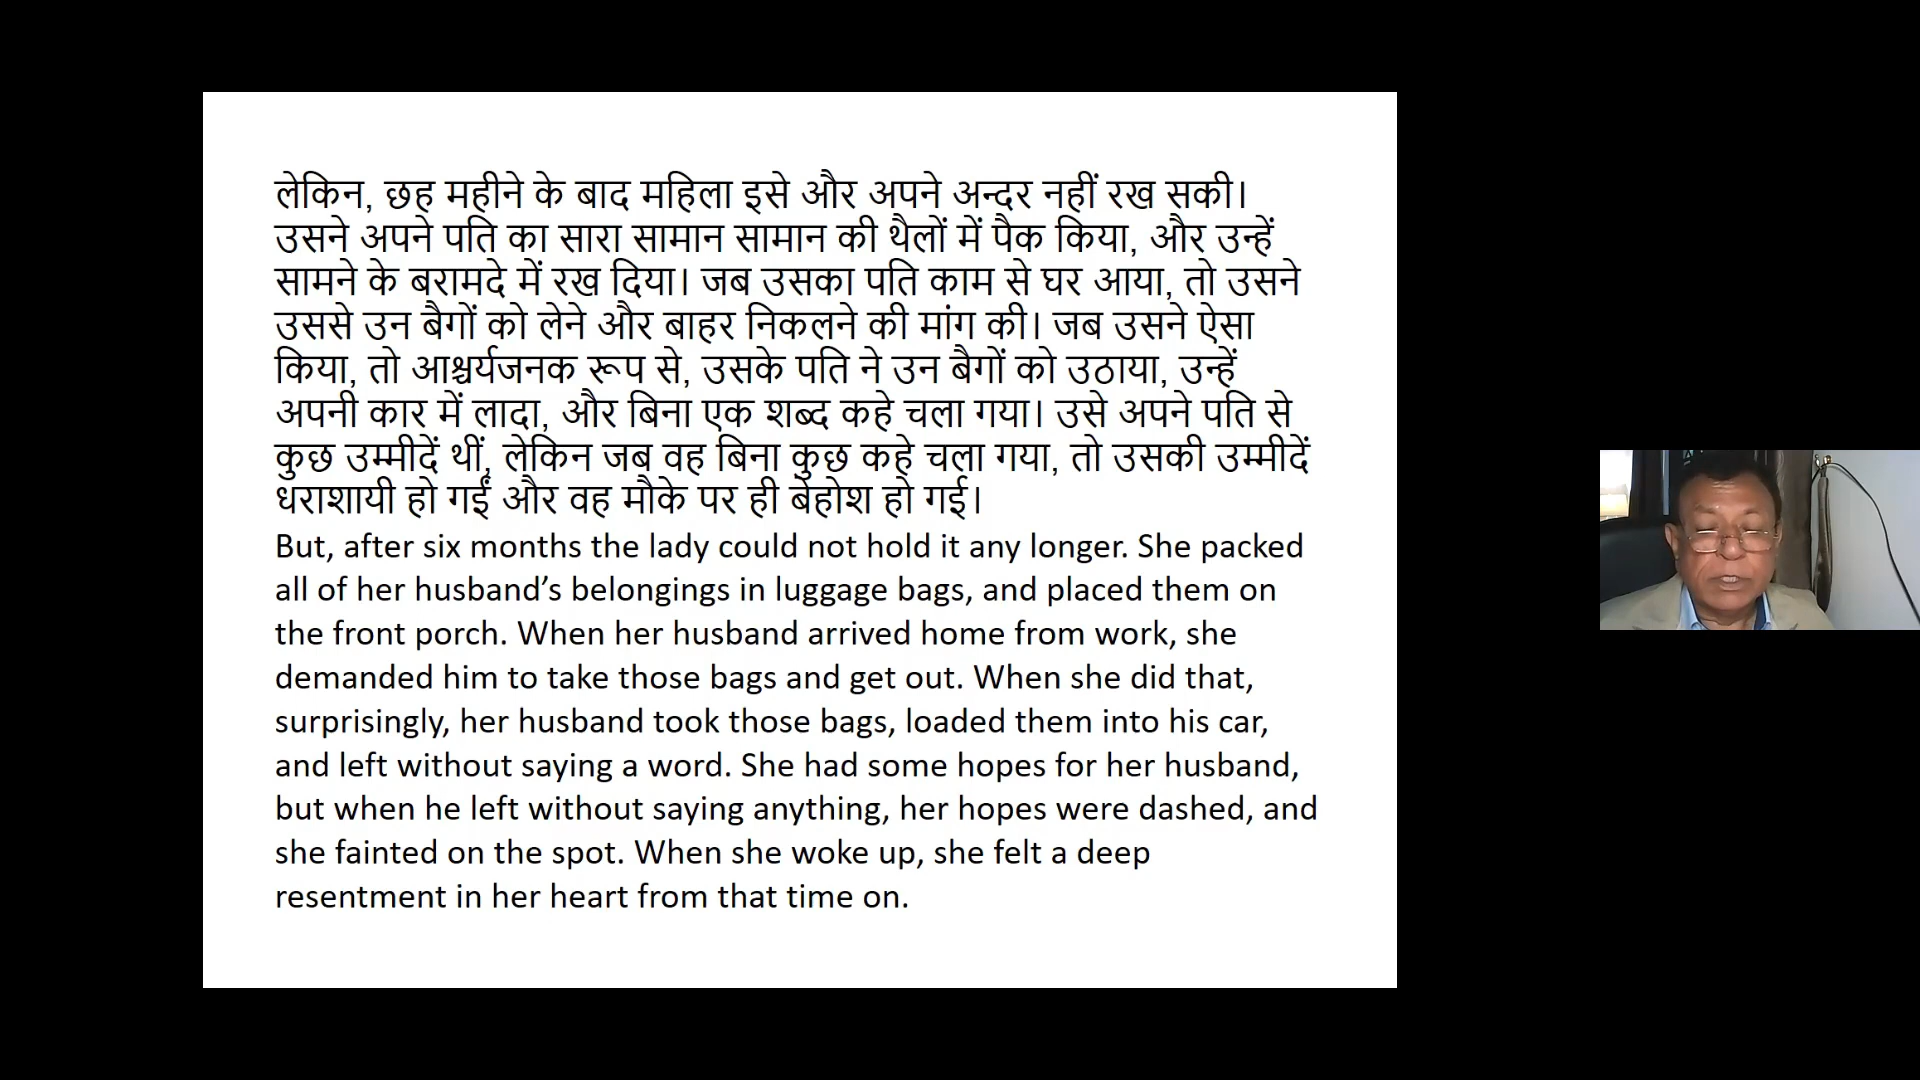 लेकिन, छह महीने के बाद महिला इसे और अपने अन्दर नहीं रख सकी।
उसने अपने पति का सारा सामान सामान की थैलों में पैक किया, और उन्हें
सामने के बरामदे में रख दिया। जब उसका पति काम से घर आया, तो उसने
उससे उन बैगों को लेने और बाहर निकलने की मांग की। जब उसने ऐसा
किया, तो आश्चर्यजनक रूप से, उसके पति ने उन बैगों को उठाया, उन्हें
अपनी कार में लादा, और बिना एक शब्द कहे चला गया। उसे अपने पति से
कुछ उम्मीदें थीं, लेकिन जब वह बिना कुछ कहे चला गया, तो उसकी उम्मीदें
धराशायी हो गईं और वह मौके पर ही बेहोश हो गई।
But, after six months the lady could not hold it any longer. She packed
all of her husband’s belongings in luggage bags, and placed them on
the front porch. When her husband arrived home from work, she
demanded him to take those bags and get out. When she did that,
surprisingly, her husband took those bags, loaded them into his car,
and left without saying a word. She had some hopes for her husband,
but when he left without saying anything, her hopes were dashed, and
she fainted on the spot. When she woke up, she felt a deep
resentment in her heart from that time on.